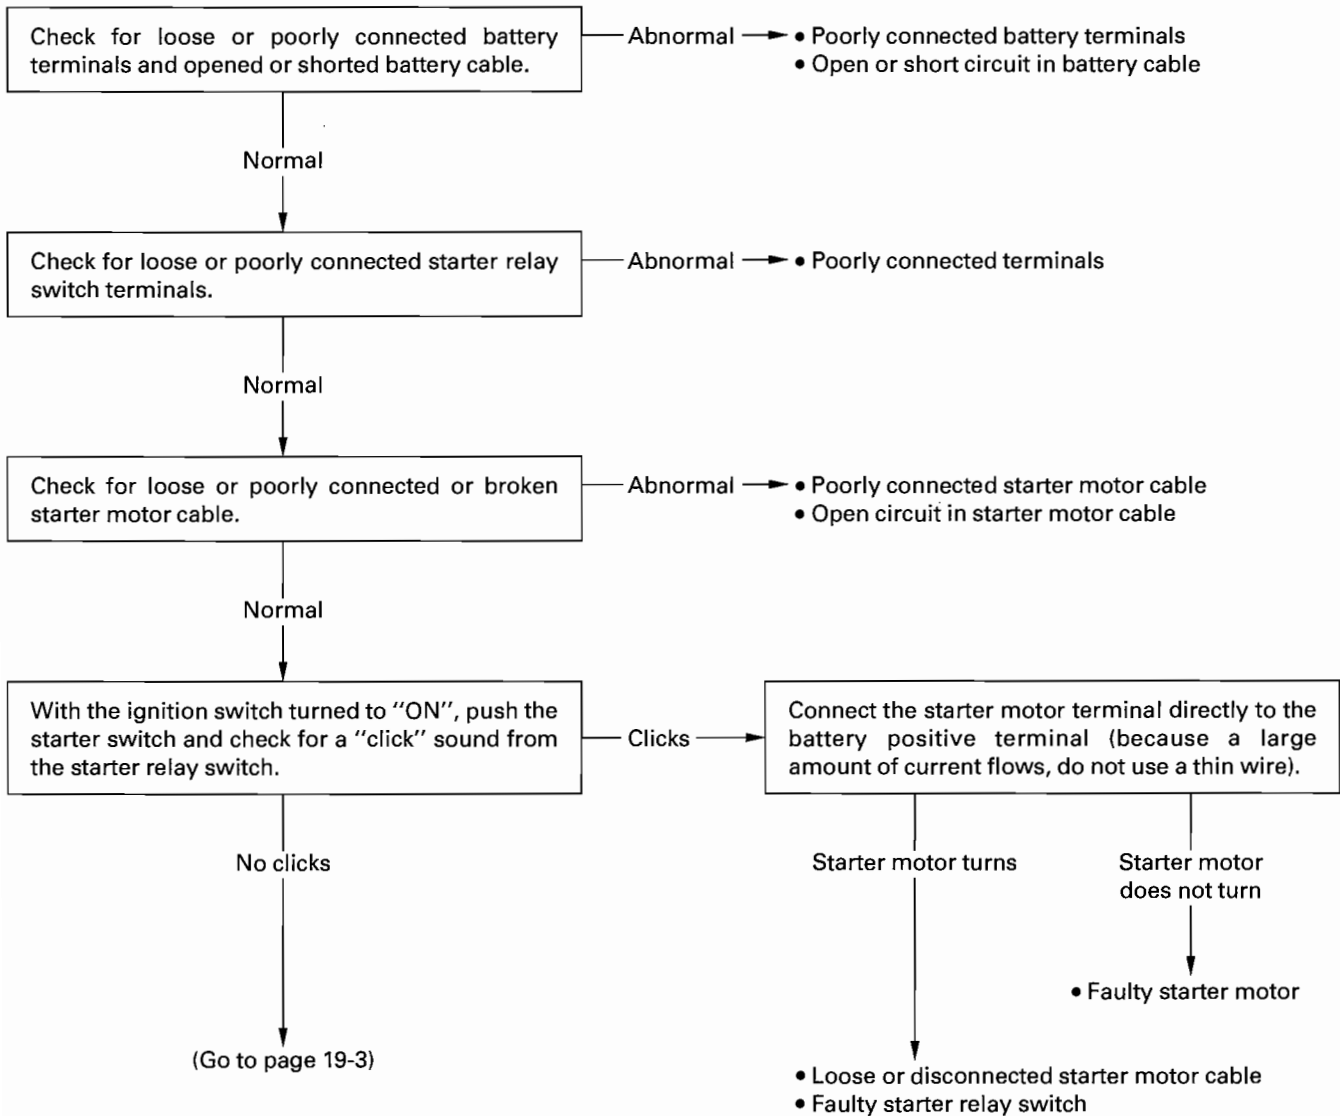 Check for loose or poorly connected battery
terminals and opened or shorted battery cable.
Abnormal
• Poorly connected battery terminals
• Open or short circuit in battery cable
Normal
Check for loose or poorly connected starter relay
switch terminals.
Abnormal
• Poorly connected terminals
Normal
Check for loose or poorly connected or broken
starter motor cable.
Abnormal
• Poorly connected starter motor cable
• Open circuit in starter motor cable
Normal
With the ignition switch turned to "ON", push the
starter switch and check for a "click" sound from
the starter relay switch.
Clicks
Connect the starter motor terminal directly to the
battery positive terminal (because a large
amount of current flows, do not use a thin wire).
No clicks
Starter motor turns
Starter motor
does not turn
• Faulty starter motor
(Go to page 19-3)
• Loose or disconnected starter motor cable
• Faulty starter relay switch